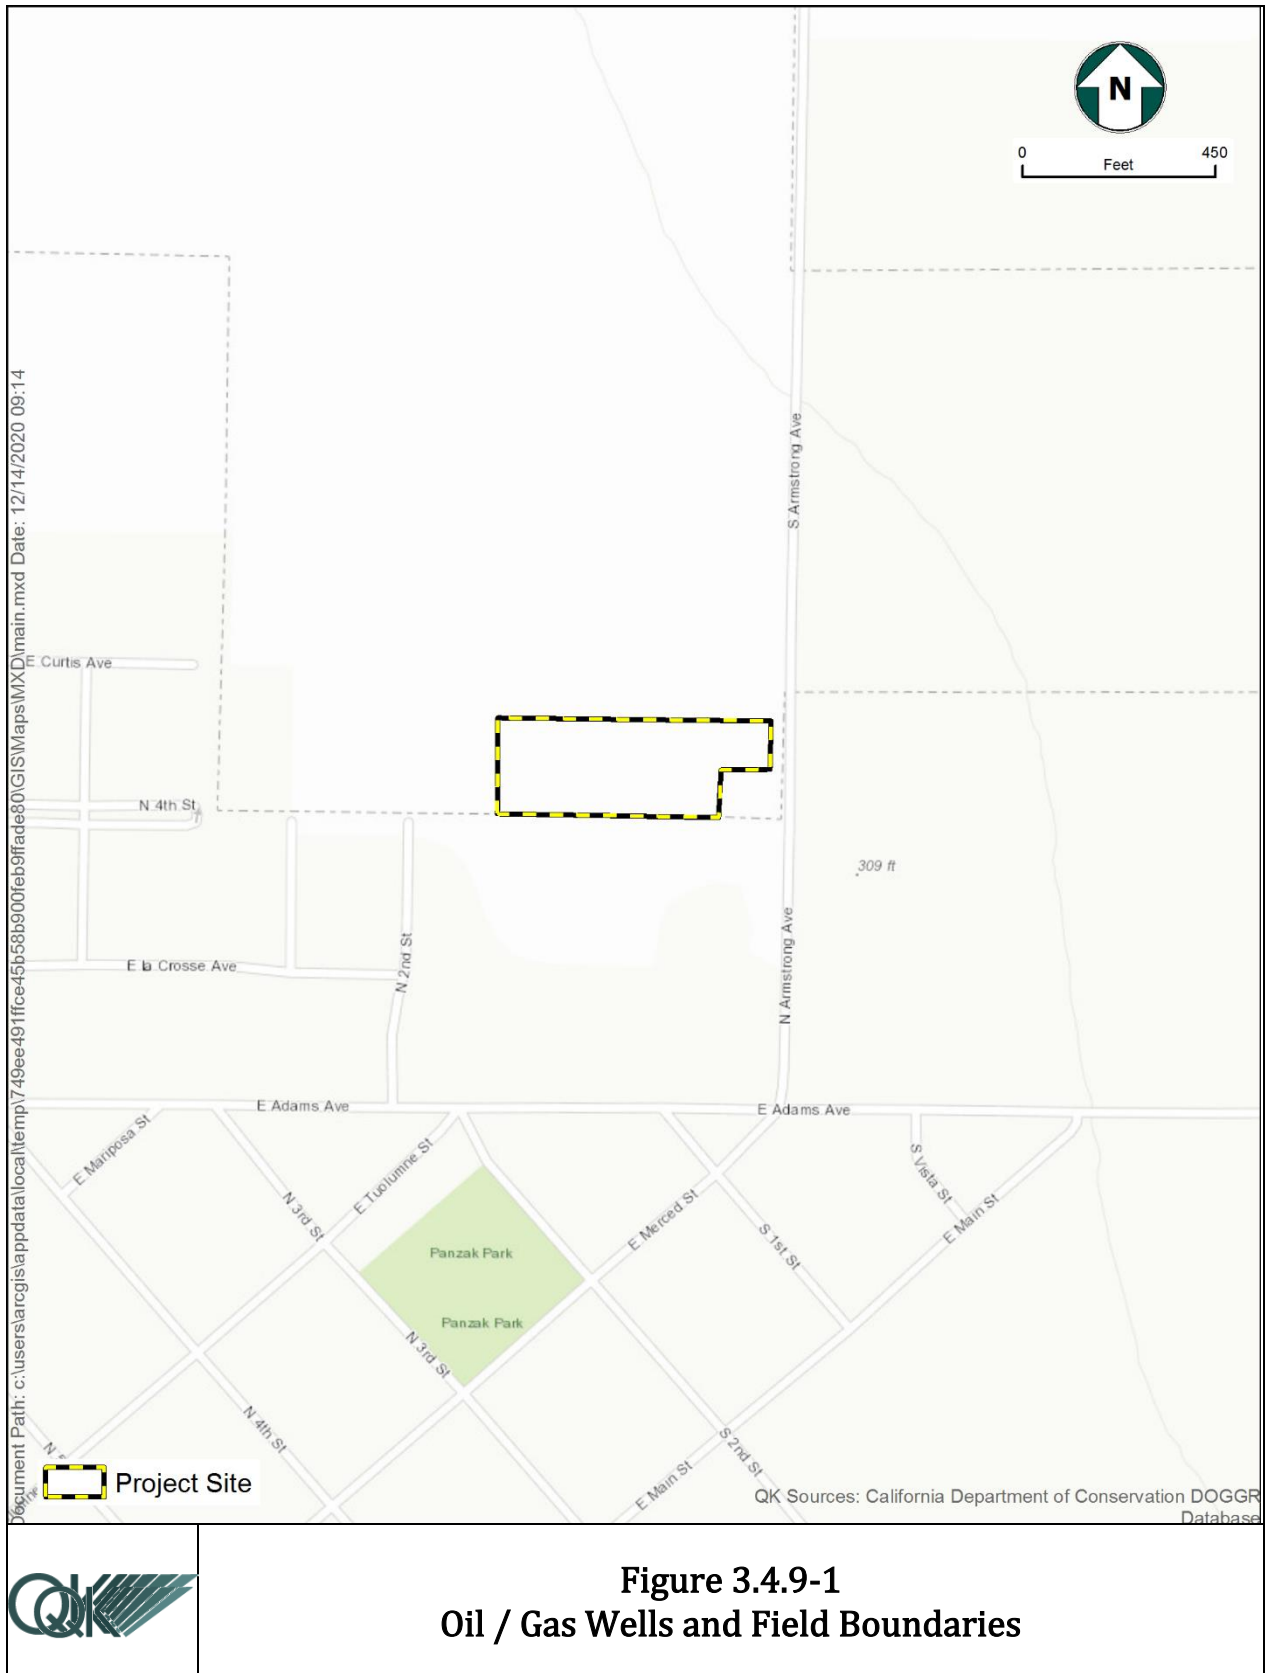 N
0 450
Feet
S Armstrong Ave
E Curtis Ave
N 4th St
309 ft
N Armstrong Ave
N 2nd St
E la Crosse Ave
E Adams Ave
E Adams Ave
E Mariposa St
E Tuolumne St
N 3rd St
S Vista St
E Main St
E Merced St
S 1st St
Panzak Park
Panzak Park
N 3rd St
N 4th St
S 2nd St
E Main St
Document Path: c:\users\arcgis\appdata\local\temp\749ee491ffce45b58b900feb9ffade80\GIS\Maps\MXD\main.mxd Date: 12/14/2020 09:14
Project Site
QK Sources: California Department of Conservation DOGGR
Database
QK
Figure 3.4.9-1
Oil / Gas Wells and Field Boundaries